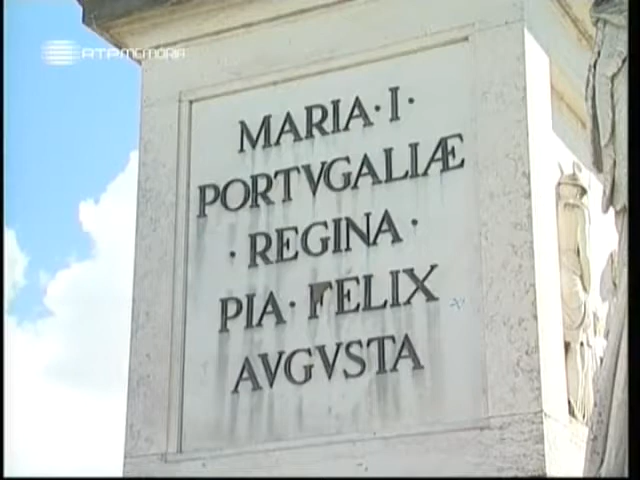 RTP MEMÓRIA
MARIA · I ·
PORTVGALIÆ
· REGINA ·
PIA · FELIX
AVGVSTA